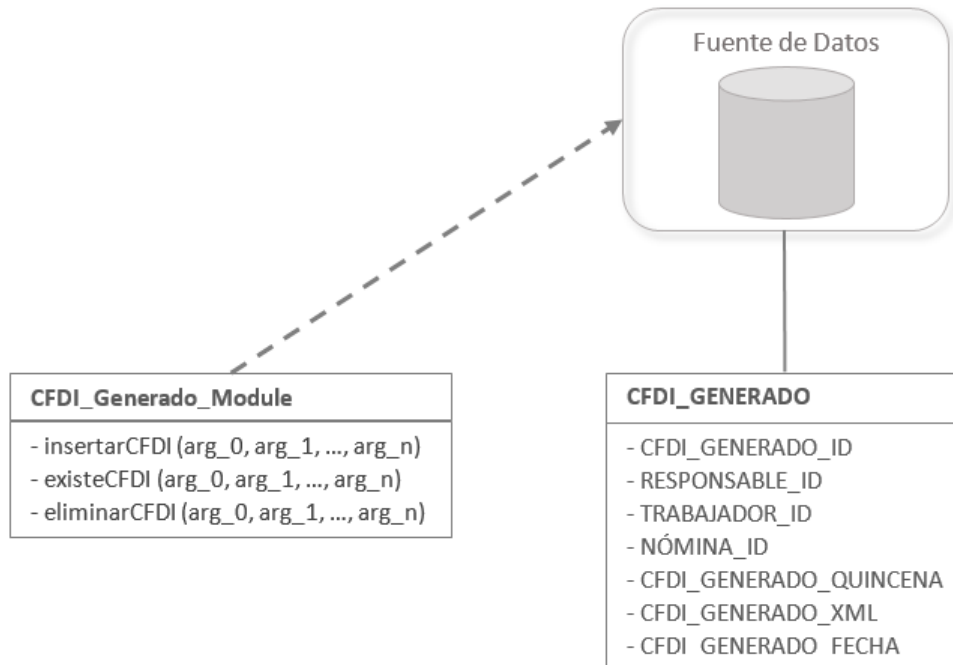 Fuente de Datos
CFDI_Generado_Module
- insertarCFDI (arg_0, arg_1, ..., arg_n)
- existeCFDI (arg_0, arg_1, ..., arg_n)
- eliminarCFDI (arg_0, arg_1, ..., arg_n)
CFDI_GENERADO
- CFDI_GENERADO_ID
- RESPONSABLE_ID
- TRABAJADOR_ID
- NÓMINA_ID
- CFDI_GENERADO_QUINCENA
- CFDI_GENERADO_XML
- CFDI_GENERADO_FECHA